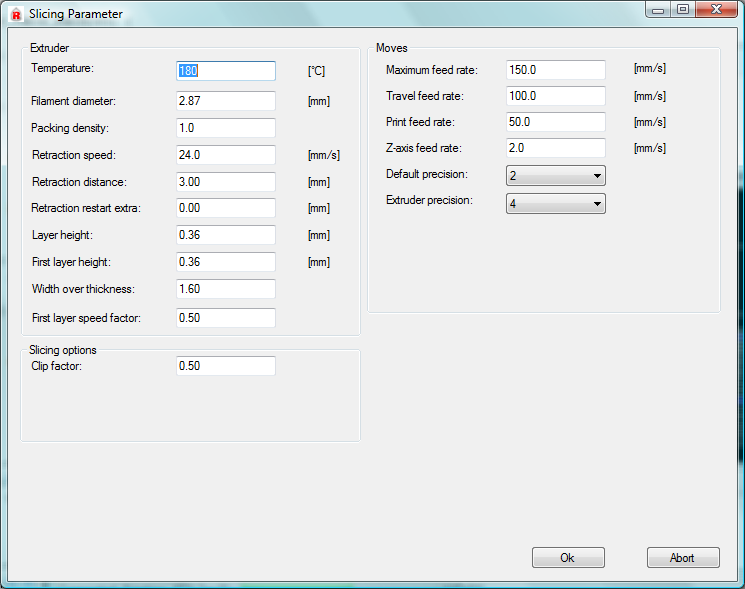 Slicing Parameter
Extruder
Temperature: 180 [°C]
Filament diameter: 2.87 [mm]
Packing density: 1.0
Retraction speed: 24.0 [mm/s]
Retraction distance: 3.00 [mm]
Retraction restart extra: 0.00 [mm]
Layer height: 0.36 [mm]
First layer height: 0.36 [mm]
Width over thickness: 1.60
First layer speed factor: 0.50
Slicing options
Clip factor: 0.50
Moves
Maximum feed rate: 150.0 [mm/s]
Travel feed rate: 100.0 [mm/s]
Print feed rate: 50.0 [mm/s]
Z-axis feed rate: 2.0 [mm/s]
Default precision: 2
Extruder precision: 4
Ok Abort